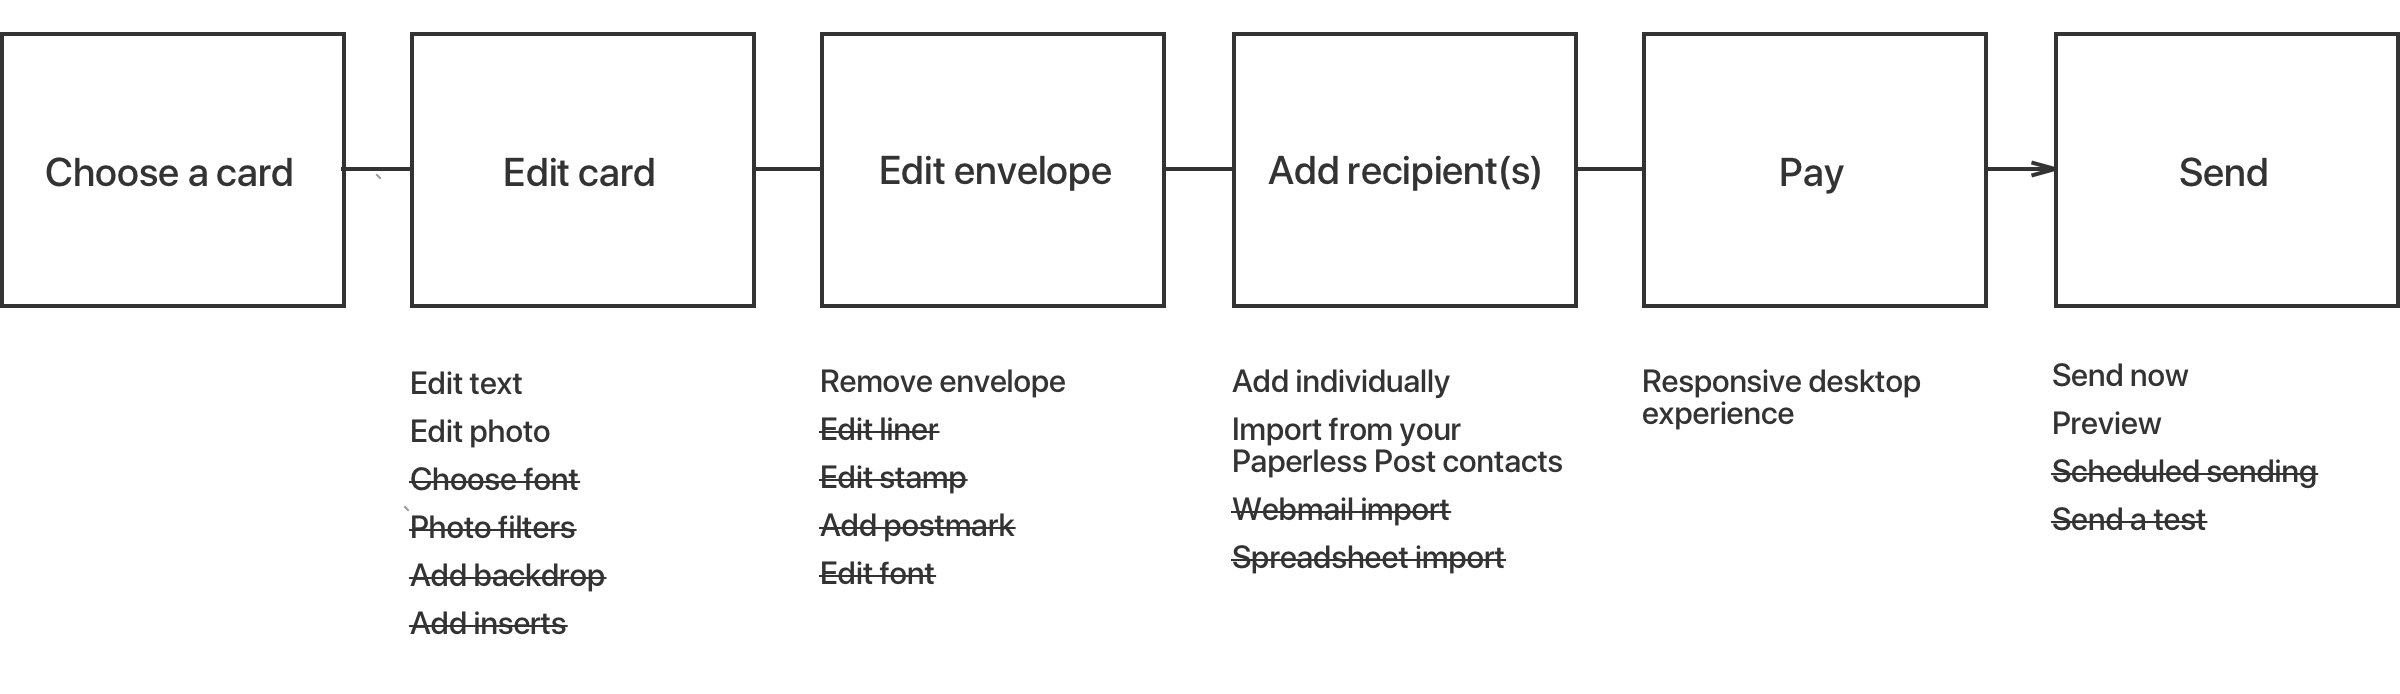 Choose a card
Edit card
Edit envelope
Add recipient(s)
Pay
Send
Edit text
Edit photo
Choose font
Photo filters
Add backdrop
Add inserts
Remove envelope
Edit liner
Edit stamp
Add postmark
Edit font
Add individually
Import from your
Paperless Post contacts
Webmail import
Spreadsheet import
Responsive desktop
experience
Send now
Preview
Scheduled sending
Send a test